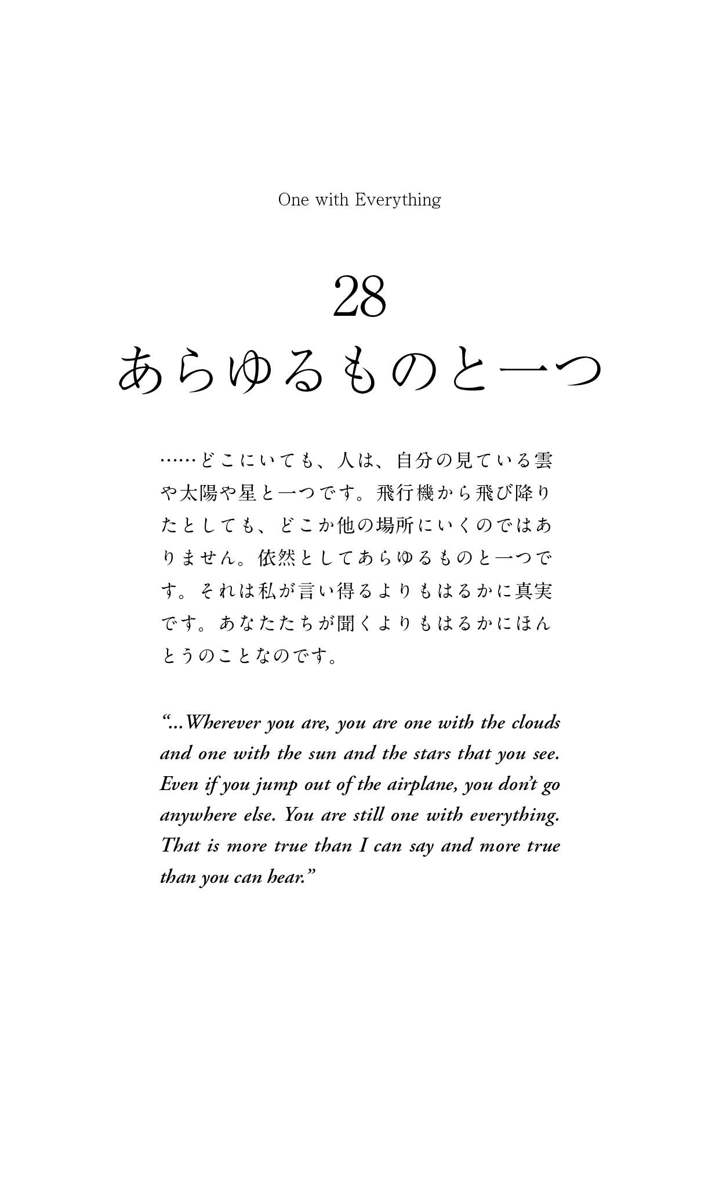 One with Everything
28
あらゆるものと一つ
……どこにいても、人は、自分の見ている雲
や太陽や星と一つです。飛行機から飛び降り
たとしても、どこか他の場所にいくのではあ
りません。依然としてあらゆるものと一つで
す。それは私が言い得るよりもはるかに真実
です。あなたたちが聞くよりもはるかにほん
とうのことなのです。
“...Wherever you are, you are one with the clouds
and one with the sun and the stars that you see.
Even if you jump out of the airplane, you don’t go
anywhere else. You are still one with everything.
That is more true than I can say and more true
than you can hear.”